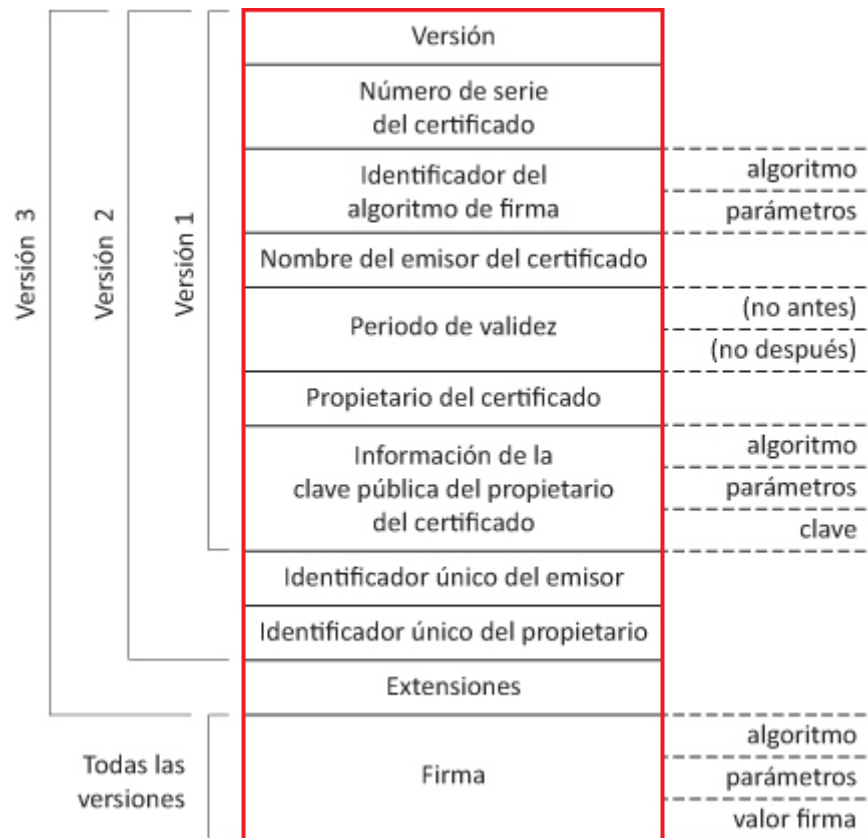 Versión
Número de serie
del certificado
Identificador del
algoritmo de firma
algoritmo
parámetros
Nombre del emisor del certificado
Periodo de validez
(no antes)
(no después)
Propietario del certificado
Información de la
clave pública del propietario
del certificado
algoritmo
parámetros
clave
Identificador único del emisor
Identificador único del propietario
Extensiones
Firma
algoritmo
parámetros
valor firma
Versión 3
Versión 2
Versión 1
Todas las
versiones